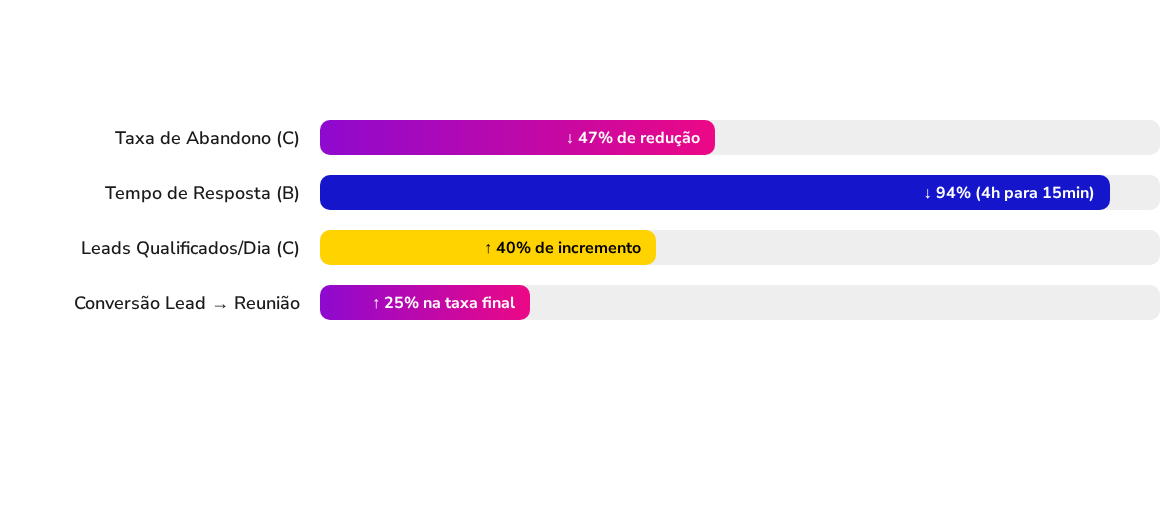 Taxa de Abandono (C) ↓ 47% de redução
Tempo de Resposta (B) ↓ 94% (4h para 15min)
Leads Qualificados/Dia (C) ↑ 40% de incremento
Conversão Lead → Reunião ↑ 25% na taxa final